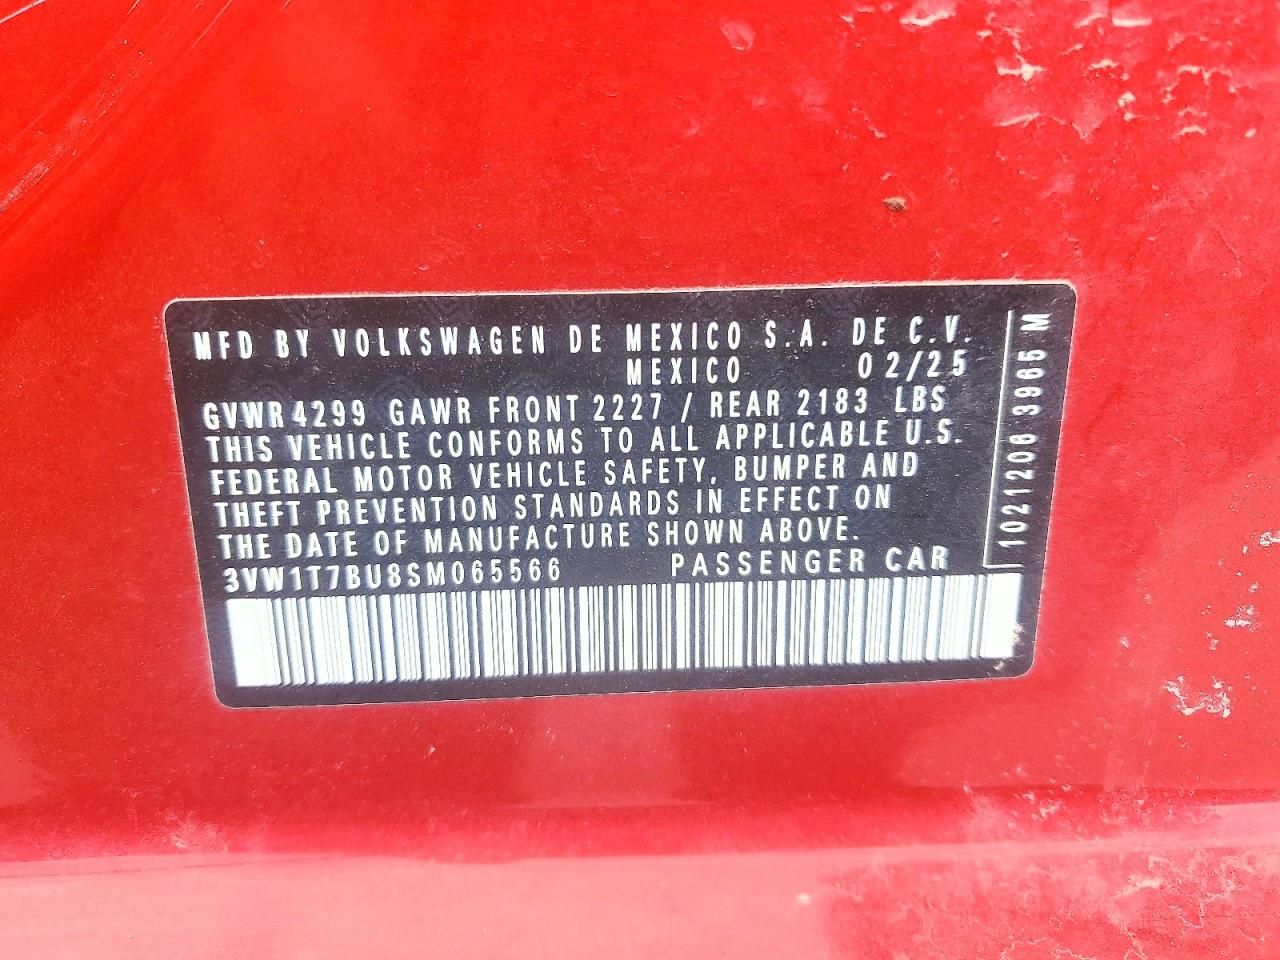 MFD BY VOLKSWAGEN DE MEXICO S.A. DE C.V.
MEXICO 02/25
GVWR 4299 GAWR FRONT 2227 / REAR 2183 LBS
THIS VEHICLE CONFORMS TO ALL APPLICABLE U.S.
FEDERAL MOTOR VEHICLE SAFETY, BUMPER AND
THEFT PREVENTION STANDARDS IN EFFECT ON
THE DATE OF MANUFACTURE SHOWN ABOVE.
3VW1T7BU8SM065566 PASSENGER CAR
1021206 3965 M